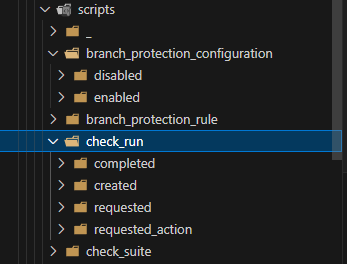 scripts
_
branch_protection_configuration
disabled
enabled
branch_protection_rule
check_run
completed
created
requested
requested_action
check_suite